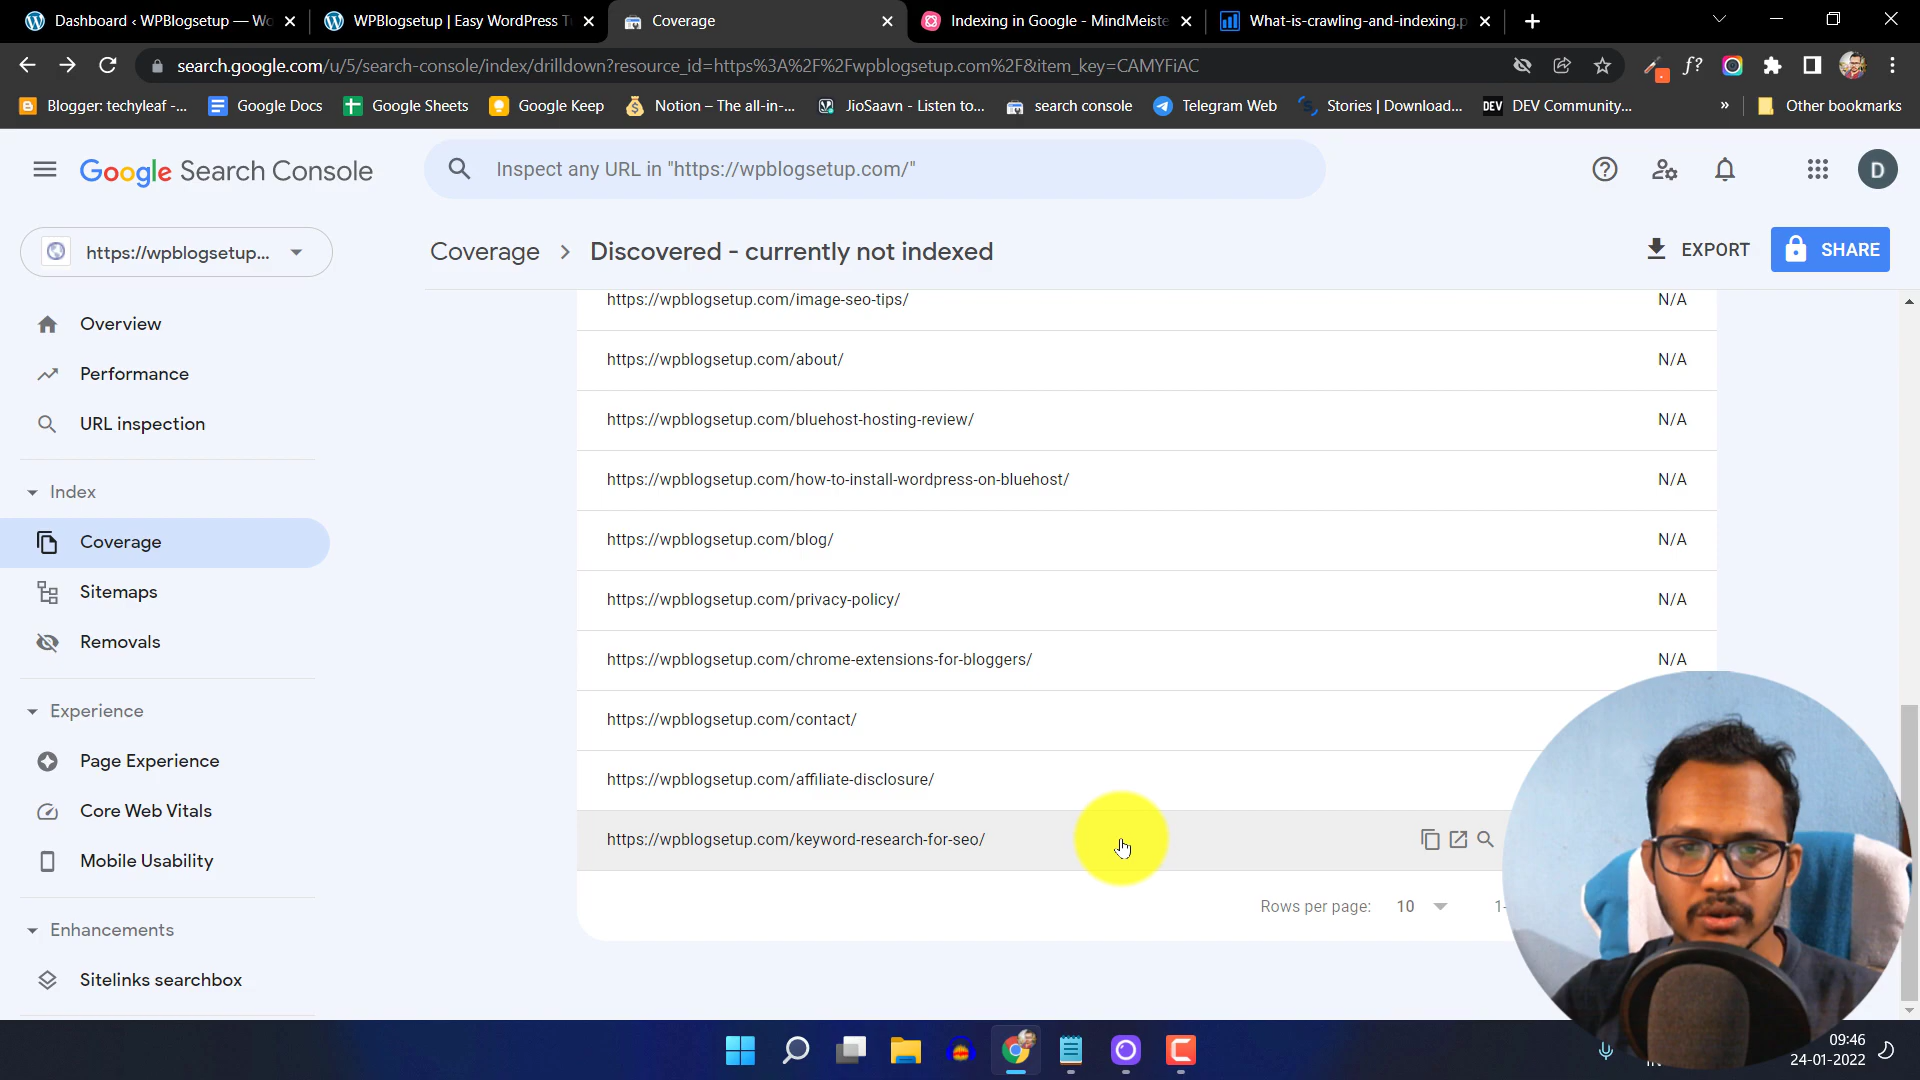 Dashboard ‹ WPBlogsetup — Wo
WPBlogsetup | Easy WordPress T
Coverage
Indexing in Google - MindMeiste
What-is-crawling-and-indexing.p
search.google.com/u/5/search-console/index/drilldown?resource_id=https%3A%2F%2Fwpblogsetup.com%2F&item_key=CAMYFiAC
f?
Blogger: techyleaf -...
Google Docs
Google Sheets
Google Keep
Notion – The all-in-...
JioSaavn - Listen to...
search console
Telegram Web
Stories | Download...
DEV Community...
»
Other bookmarks
Google Search Console
Inspect any URL in "https://wpblogsetup.com/"
D
https://wpblogsetup...
Coverage > Discovered - currently not indexed
EXPORT
SHARE
Overview
Performance
URL inspection
Index
Coverage
Sitemaps
Removals
Experience
Page Experience
Core Web Vitals
Mobile Usability
Enhancements
Sitelinks searchbox
https://wpblogsetup.com/image-seo-tips/ N/A
https://wpblogsetup.com/about/ N/A
https://wpblogsetup.com/bluehost-hosting-review/ N/A
https://wpblogsetup.com/how-to-install-wordpress-on-bluehost/ N/A
https://wpblogsetup.com/blog/ N/A
https://wpblogsetup.com/privacy-policy/ N/A
https://wpblogsetup.com/chrome-extensions-for-bloggers/ N/A
https://wpblogsetup.com/contact/
https://wpblogsetup.com/affiliate-disclosure/
https://wpblogsetup.com/keyword-research-for-seo/
Rows per page: 10 1-
09:46
24-01-2022